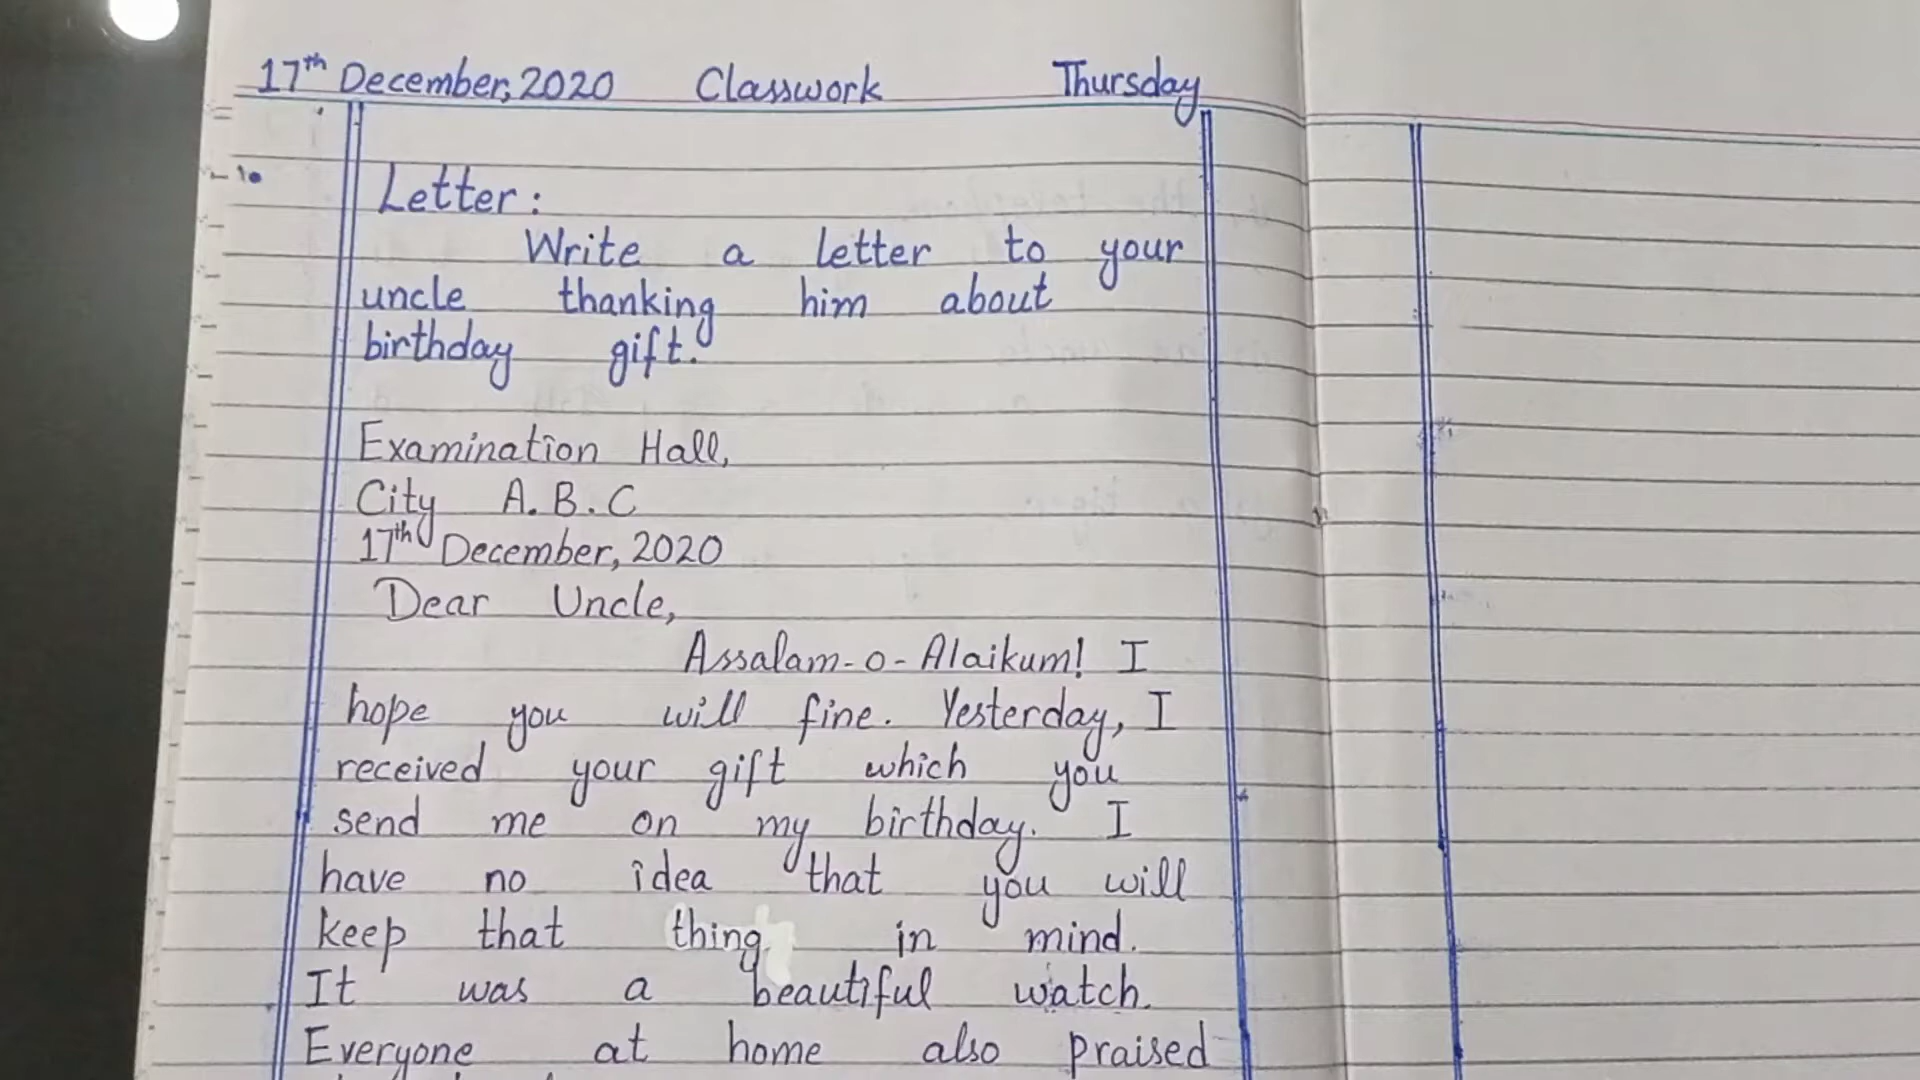 17th December, 2020 Classwork Thursday
Letter:
Write a letter to your
uncle thanking him about
birthday gift.
Examination Hall,
City A.B.C
17th December, 2020
Dear Uncle,
Assalam-o-Alaikum! I
hope you will fine. Yesterday, I
received your gift which you
send me on my birthday. I
have no idea that you will
keep that thing in mind.
It was a beautiful watch.
Everyone at home also praised